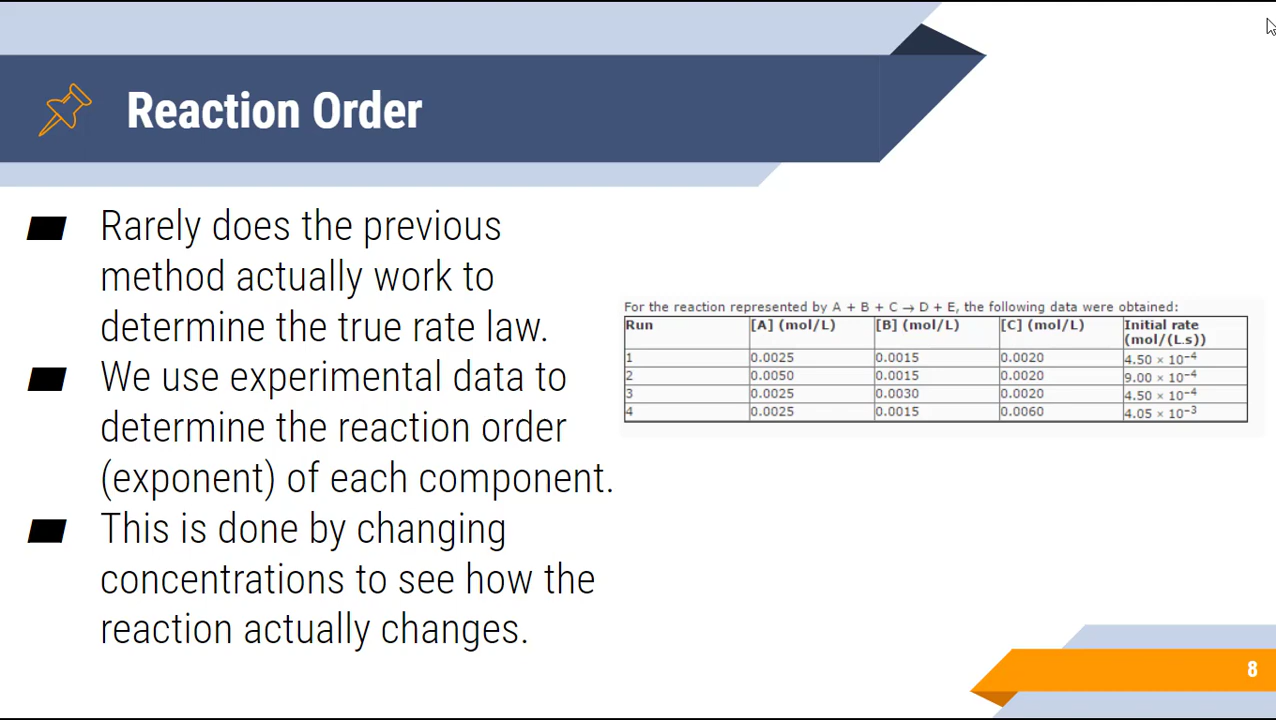 Reaction Order
Rarely does the previous
method actually work to
determine the true rate law.
We use experimental data to
determine the reaction order
(exponent) of each component.
This is done by changing
concentrations to see how the
reaction actually changes.
For the reaction represented by A + B + C → D + E, the following data were obtained:
Run [A] (mol/L) [B] (mol/L) [C] (mol/L) Initial rate
(mol/(L.s))
1 0.0025 0.0015 0.0020 4.50 × 10⁻⁴
2 0.0050 0.0015 0.0020 9.00 × 10⁻⁴
3 0.0025 0.0030 0.0020 4.50 × 10⁻⁴
4 0.0025 0.0015 0.0060 4.05 × 10⁻³
8